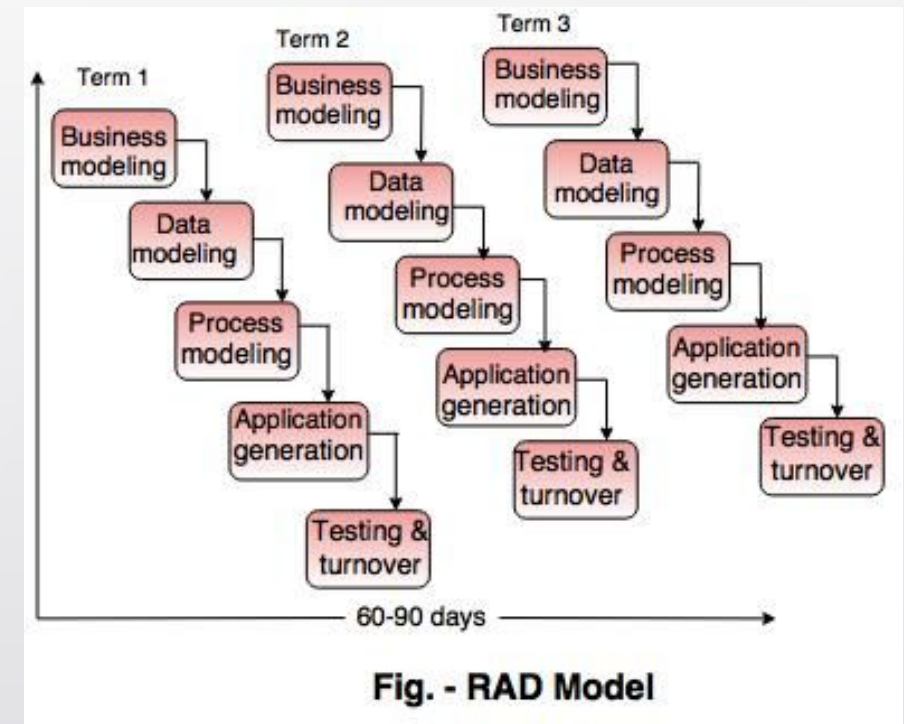 Term 1
Business
modeling
Data
modeling
Process
modeling
Application
generation
Testing &
turnover
Term 2
Business
modeling
Data
modeling
Process
modeling
Application
generation
Testing &
turnover
Term 3
Business
modeling
Data
modeling
Process
modeling
Application
generation
Testing &
turnover
60-90 days
Fig. - RAD Model